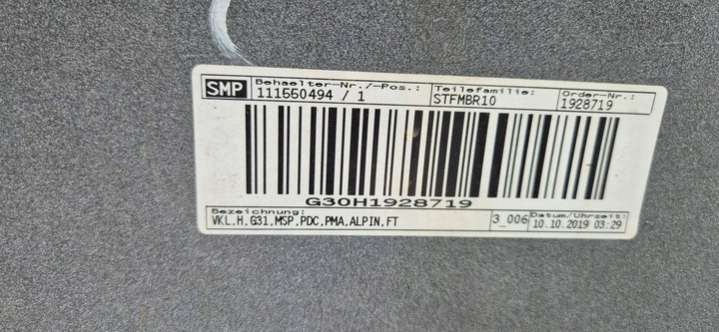 SMP Behaelter-Nr./-Pos.: Teilefamilie: Order-Nr.:
111550494 / 1 STFMBR10 1928719
G30H1928719
Bezeichnung: 3_006 Datum/Uhrzeit:
VKL.H.G31.MSP.PDC.PMA.ALPIN.FT 10.10.2019 03:29